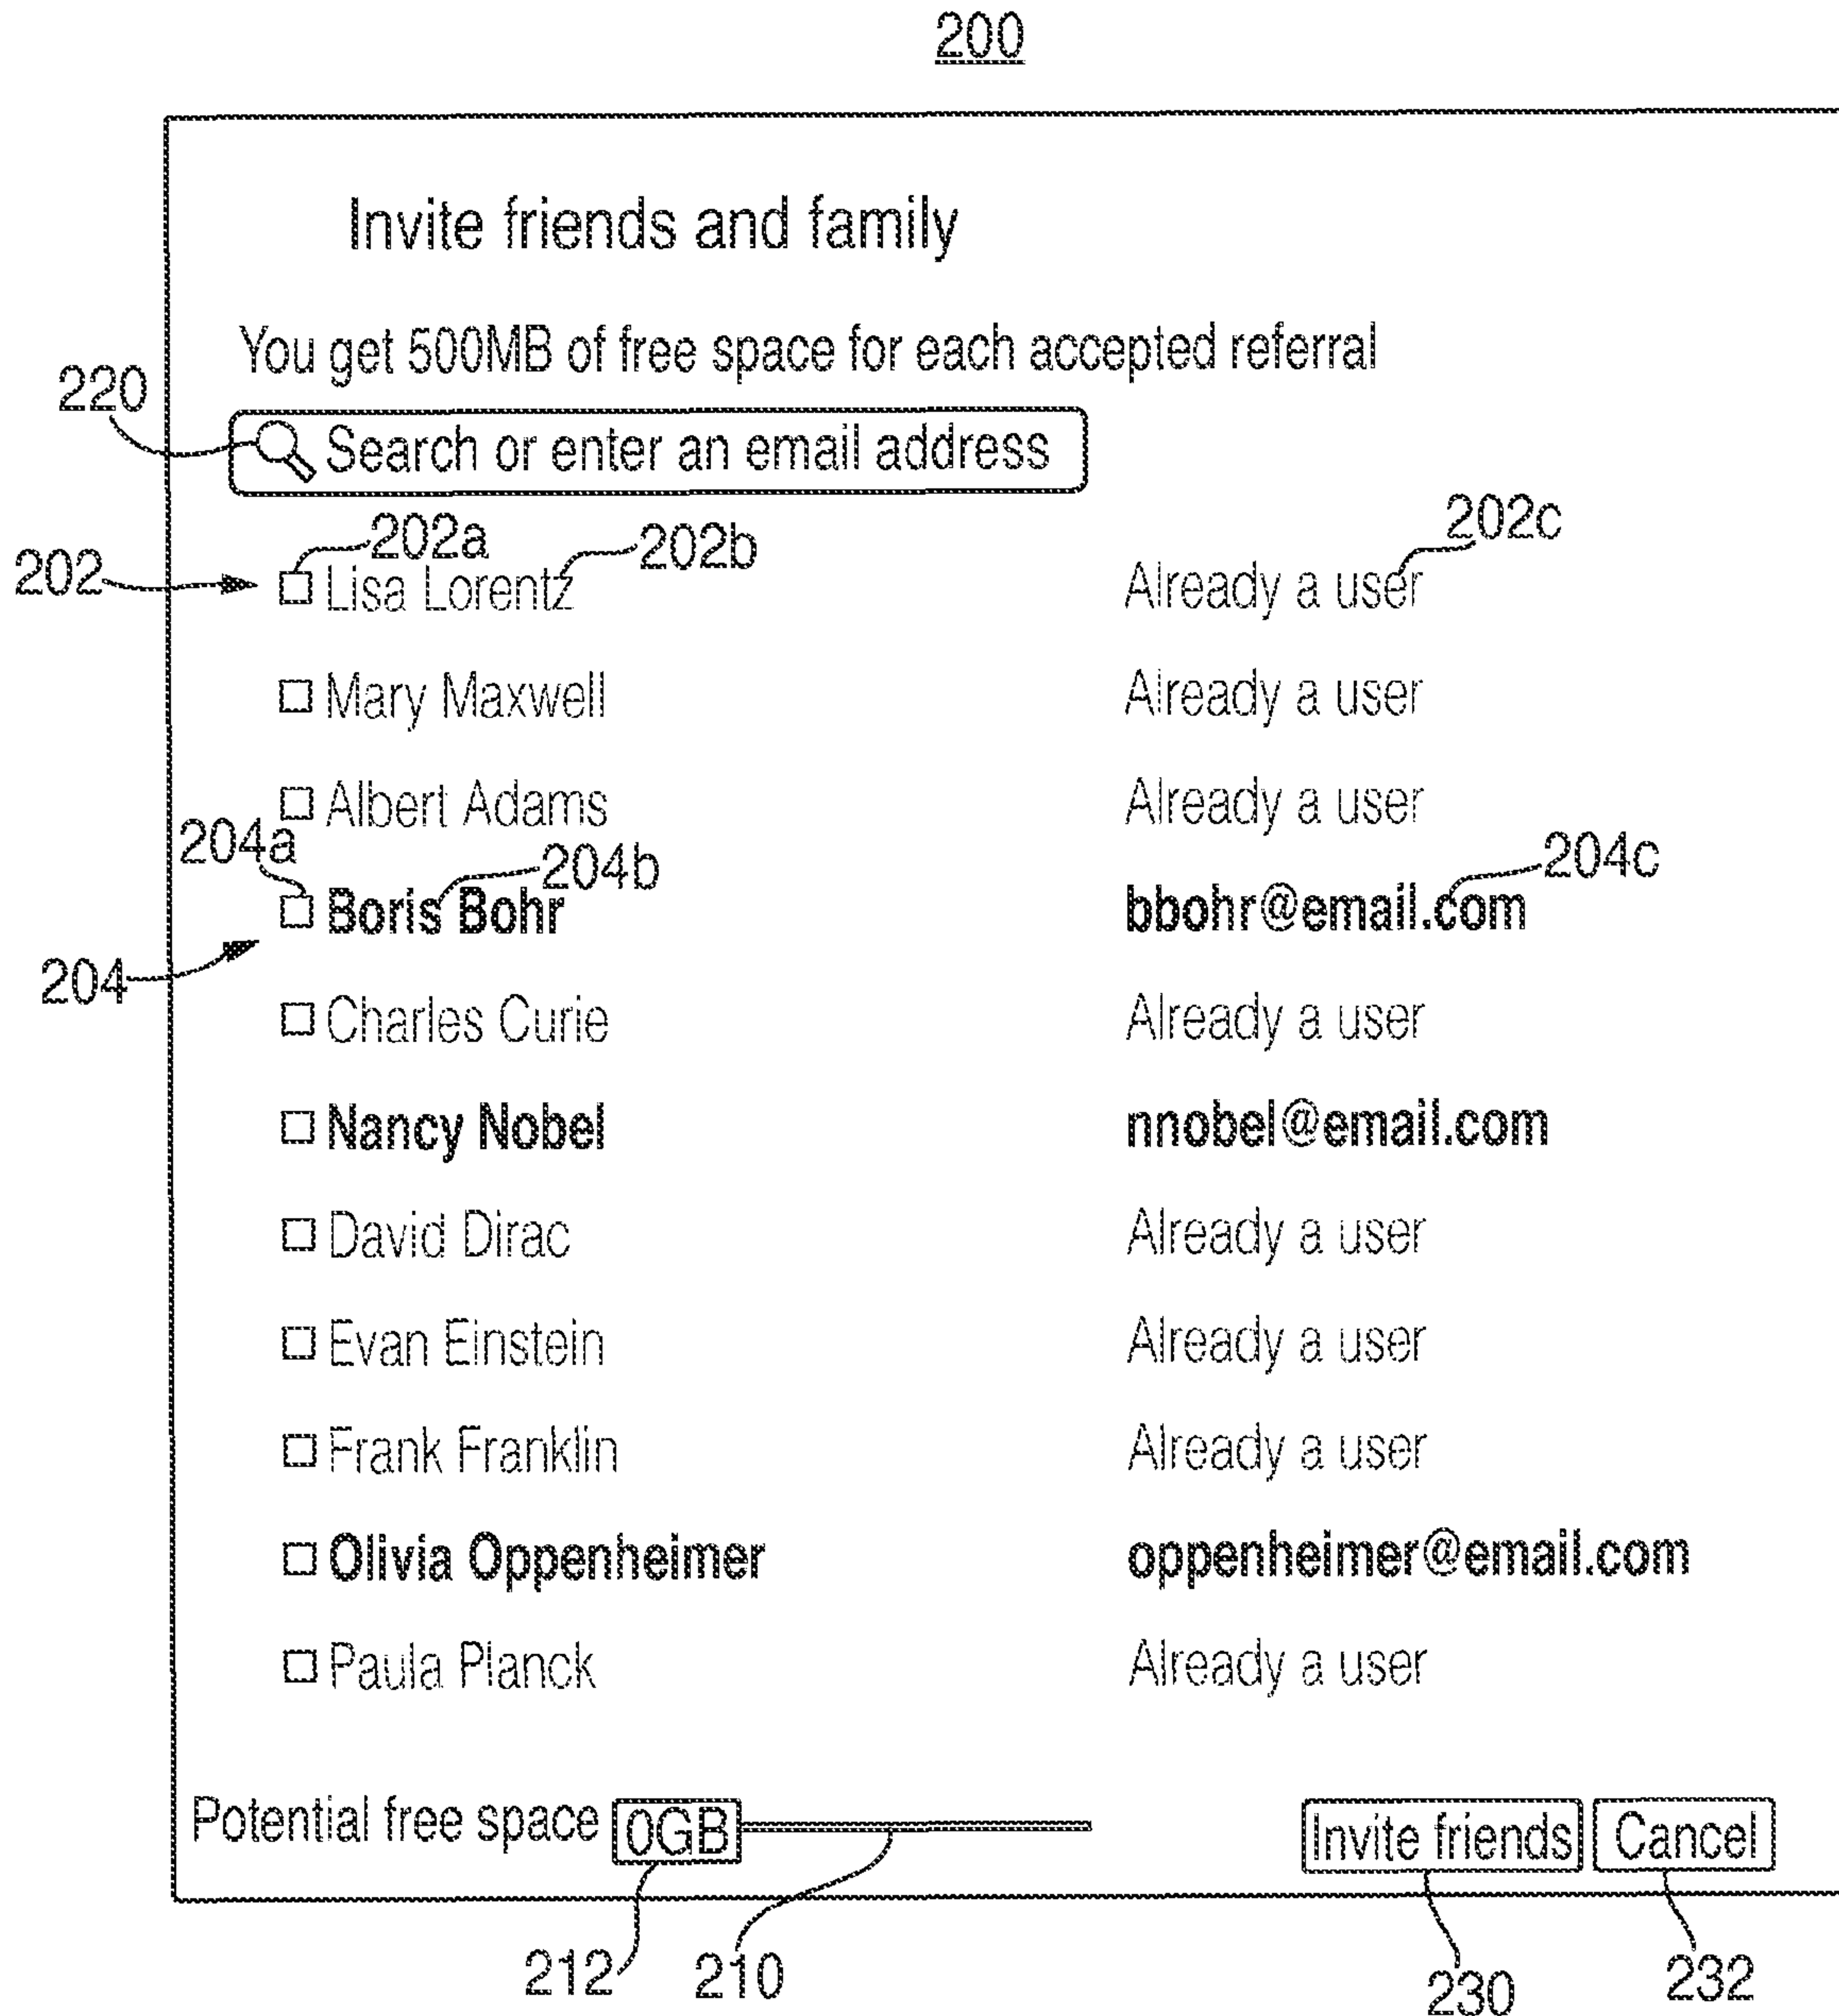 200
Invite friends and family
You get 500MB of free space for each accepted referral
220
Search or enter an email address
202a 202b 202c
202 Lisa Lorentz Already a user
Mary Maxwell Already a user
Albert Adams Already a user
204a 204b 204c
Boris Bohr bbohr@email.com
204
Charles Curie Already a user
Nancy Nobel nnobel@email.com
David Dirac Already a user
Evan Einstein Already a user
Frank Franklin Already a user
Olivia Oppenheimer oppenheimer@email.com
Paula Planck Already a user
Potential free space 0GB Invite friends Cancel
212 210 230 232